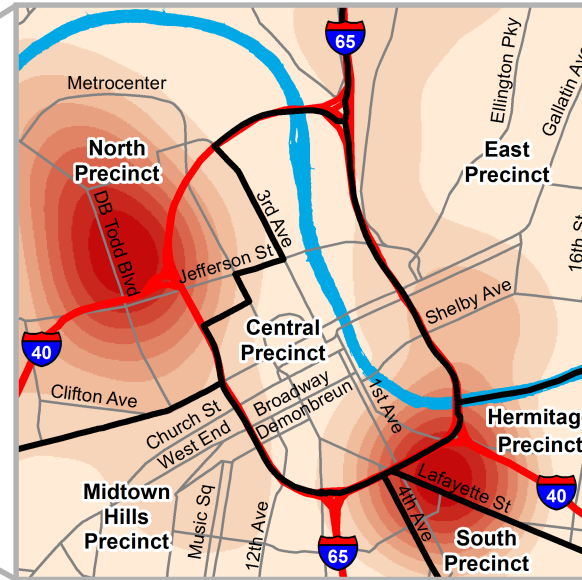 65
Ellington Pky
Gallatin Av
Metrocenter
North
Precinct
East
Precinct
DB Todd Blvd
3rd Ave
16th St
Jefferson St
Shelby Ave
Central
Precinct
40
Clifton Ave
Broadway
Demonbreun
1st Ave
Church St
West End
Hermitag
Precinct
Lafayette St
40
4th Ave
Midtown
Hills
Precinct
Music Sq
12th Ave
65
South
Precinct